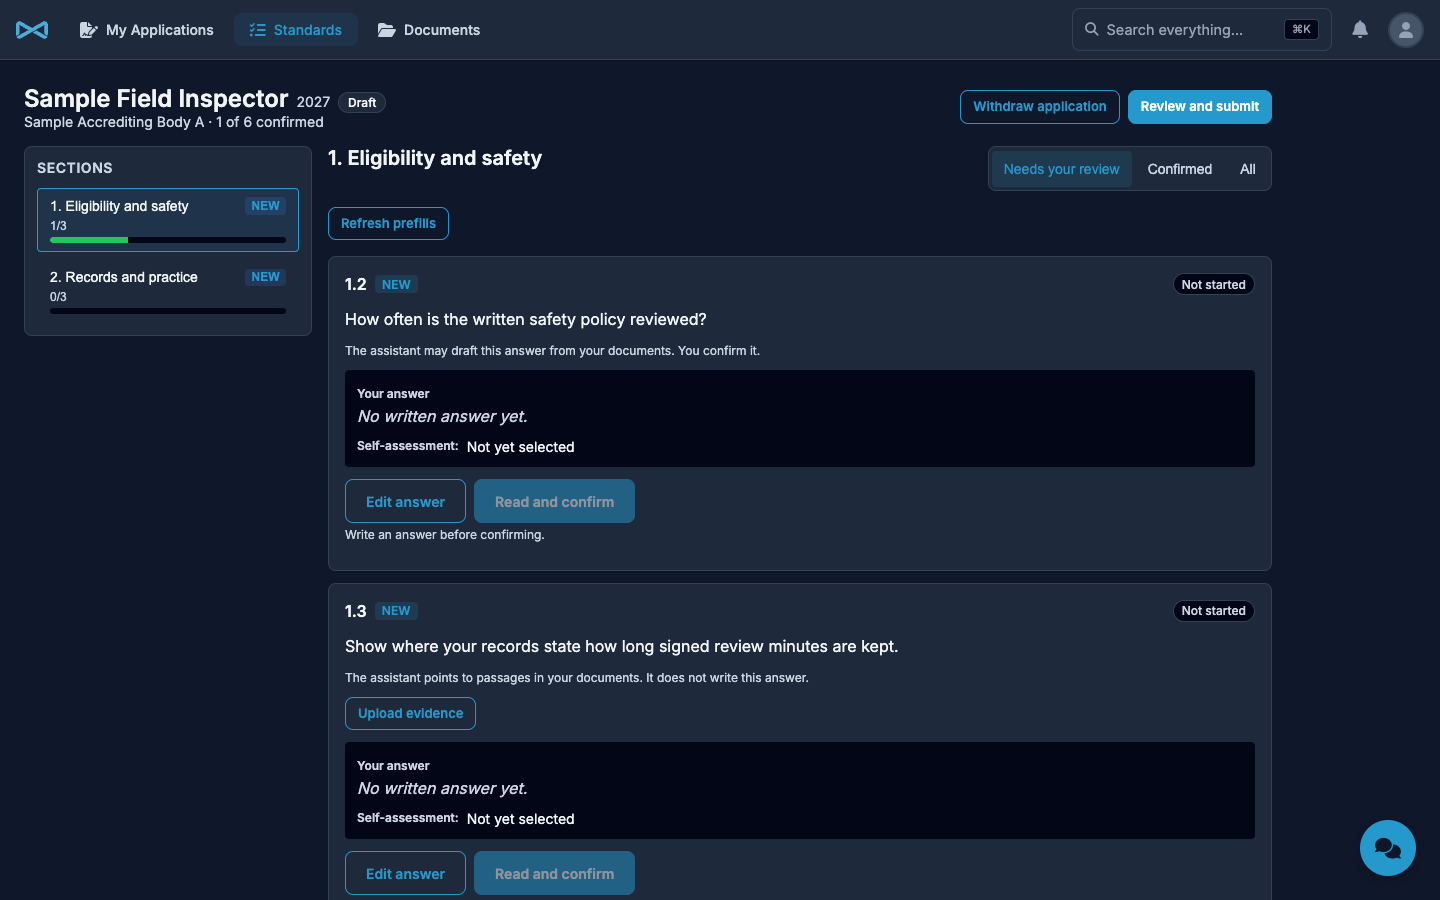 My Applications
Standards
Documents
Search everything...
⌘K
Sample Field Inspector 2027 Draft
Sample Accrediting Body A · 1 of 6 confirmed
Withdraw application
Review and submit
SECTIONS
1. Eligibility and safety NEW
1/3
2. Records and practice NEW
0/3
1. Eligibility and safety
Needs your review
Confirmed
All
Refresh prefills
1.2 NEW Not started
How often is the written safety policy reviewed?
The assistant may draft this answer from your documents. You confirm it.
Your answer
No written answer yet.
Self-assessment: Not yet selected
Edit answer
Read and confirm
Write an answer before confirming.
1.3 NEW Not started
Show where your records state how long signed review minutes are kept.
The assistant points to passages in your documents. It does not write this answer.
Upload evidence
Your answer
No written answer yet.
Self-assessment: Not yet selected
Edit answer
Read and confirm